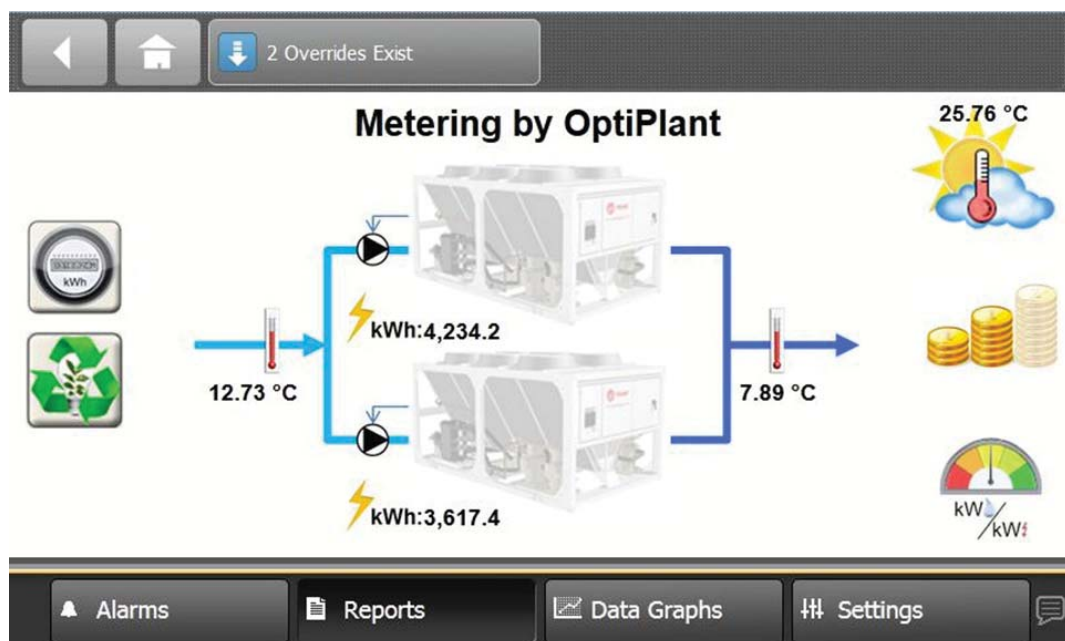 2 Overrides Exist
Metering by OptiPlant
25.76 °C
kWh
kWh:4,234.2
12.73 °C
7.89 °C
kWh:3,617.4
kW/kW
Alarms
Reports
Data Graphs
Settings